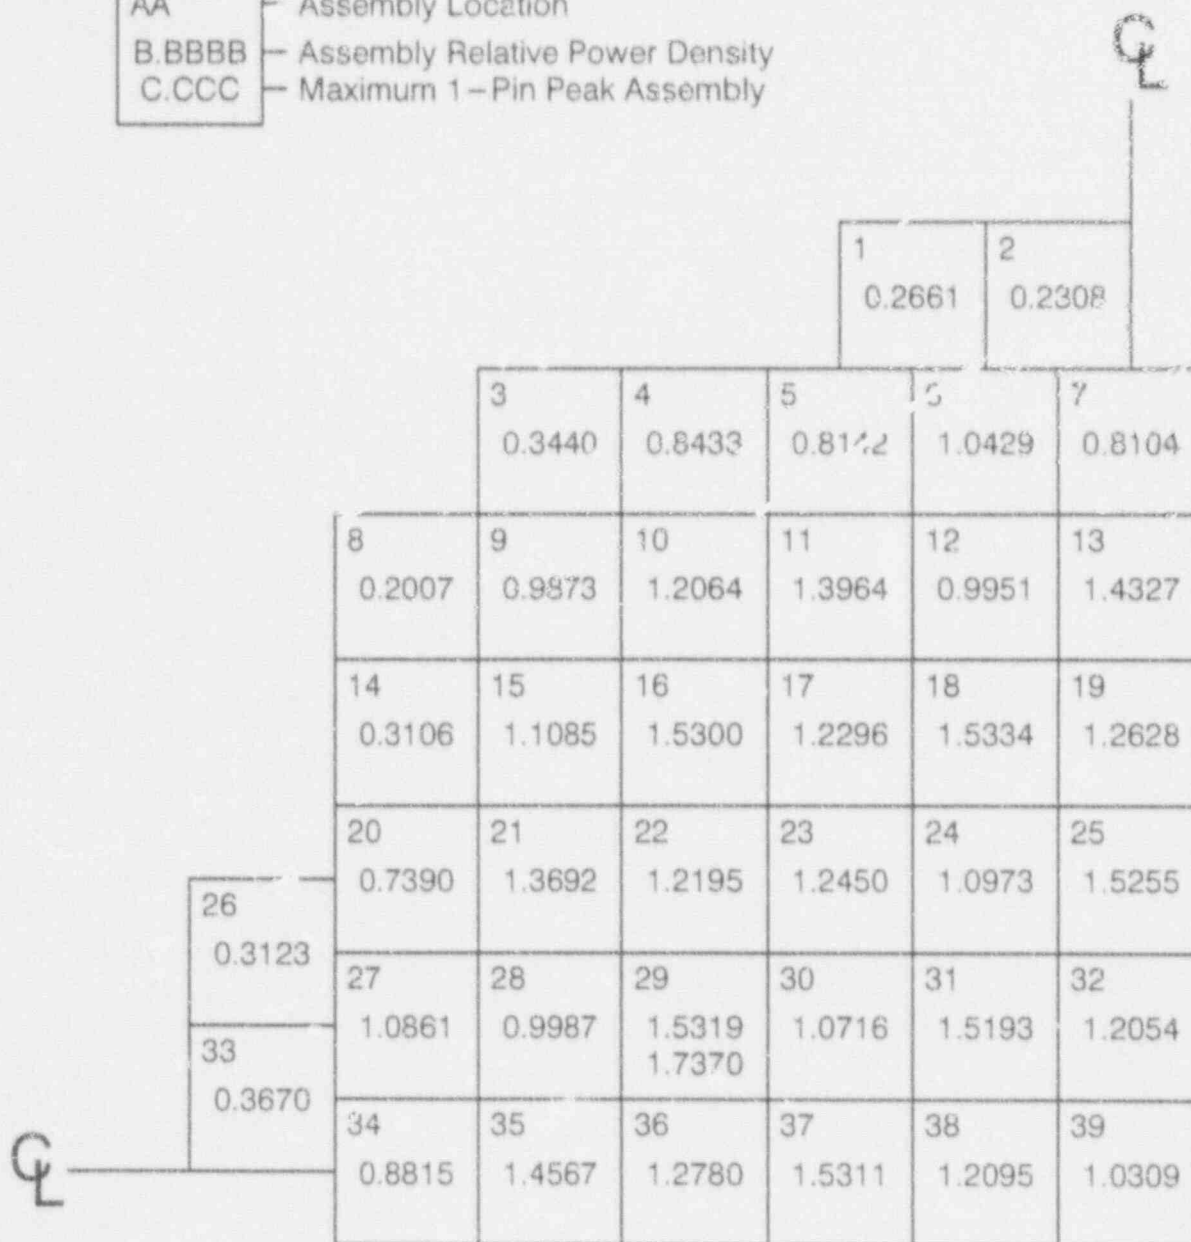 AA Assembly Location
B.BBBB Assembly Relative Power Density
C.CCC Maximum 1-Pin Peak Assembly
CL
1 2
0.2661 0.2308
3 4 5 7
0.3440 0.8433 1.0429 0.8104
8 9 10 11 12 13
0.2007 0.9873 1.2064 1.3964 0.9951 1.4327
14 15 16 17 18 19
0.3106 1.1085 1.5300 1.2296 1.5334 1.2628
20 21 22 23 24 25
0.7390 1.3692 1.2195 1.2450 1.0973 1.5255
26
0.3123
27 28 29 30 31 32
1.0861 0.9987 1.5319 1.0716 1.5193 1.2054
1.7370
33
0.3670
34 35 36 37 38 39
0.8815 1.4567 1.2780 1.5311 1.2095 1.0309
CL